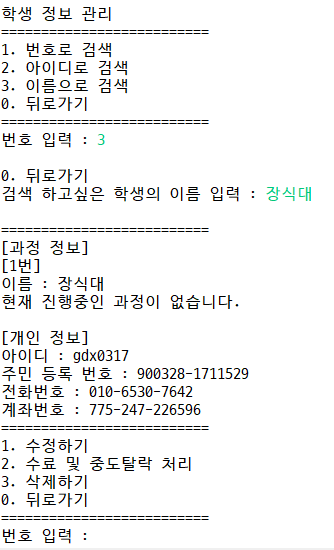 학생 정보 관리
==========================
1. 번호로 검색
2. 아이디로 검색
3. 이름으로 검색
0. 뒤로가기
==========================
번호 입력 : 3
0. 뒤로가기
검색 하고싶은 학생의 이름 입력 : 장식대
==========================
[과정 정보]
[1번]
이름 : 장식대
현재 진행중인 과정이 없습니다.
[개인 정보]
아이디 : gdx0317
주민 등록 번호 : 900328-1711529
전화번호 : 010-6530-7642
계좌번호 : 775-247-226596
==========================
1. 수정하기
2. 수료 및 중도탈락 처리
3. 삭제하기
0. 뒤로가기
==========================
번호 입력 :